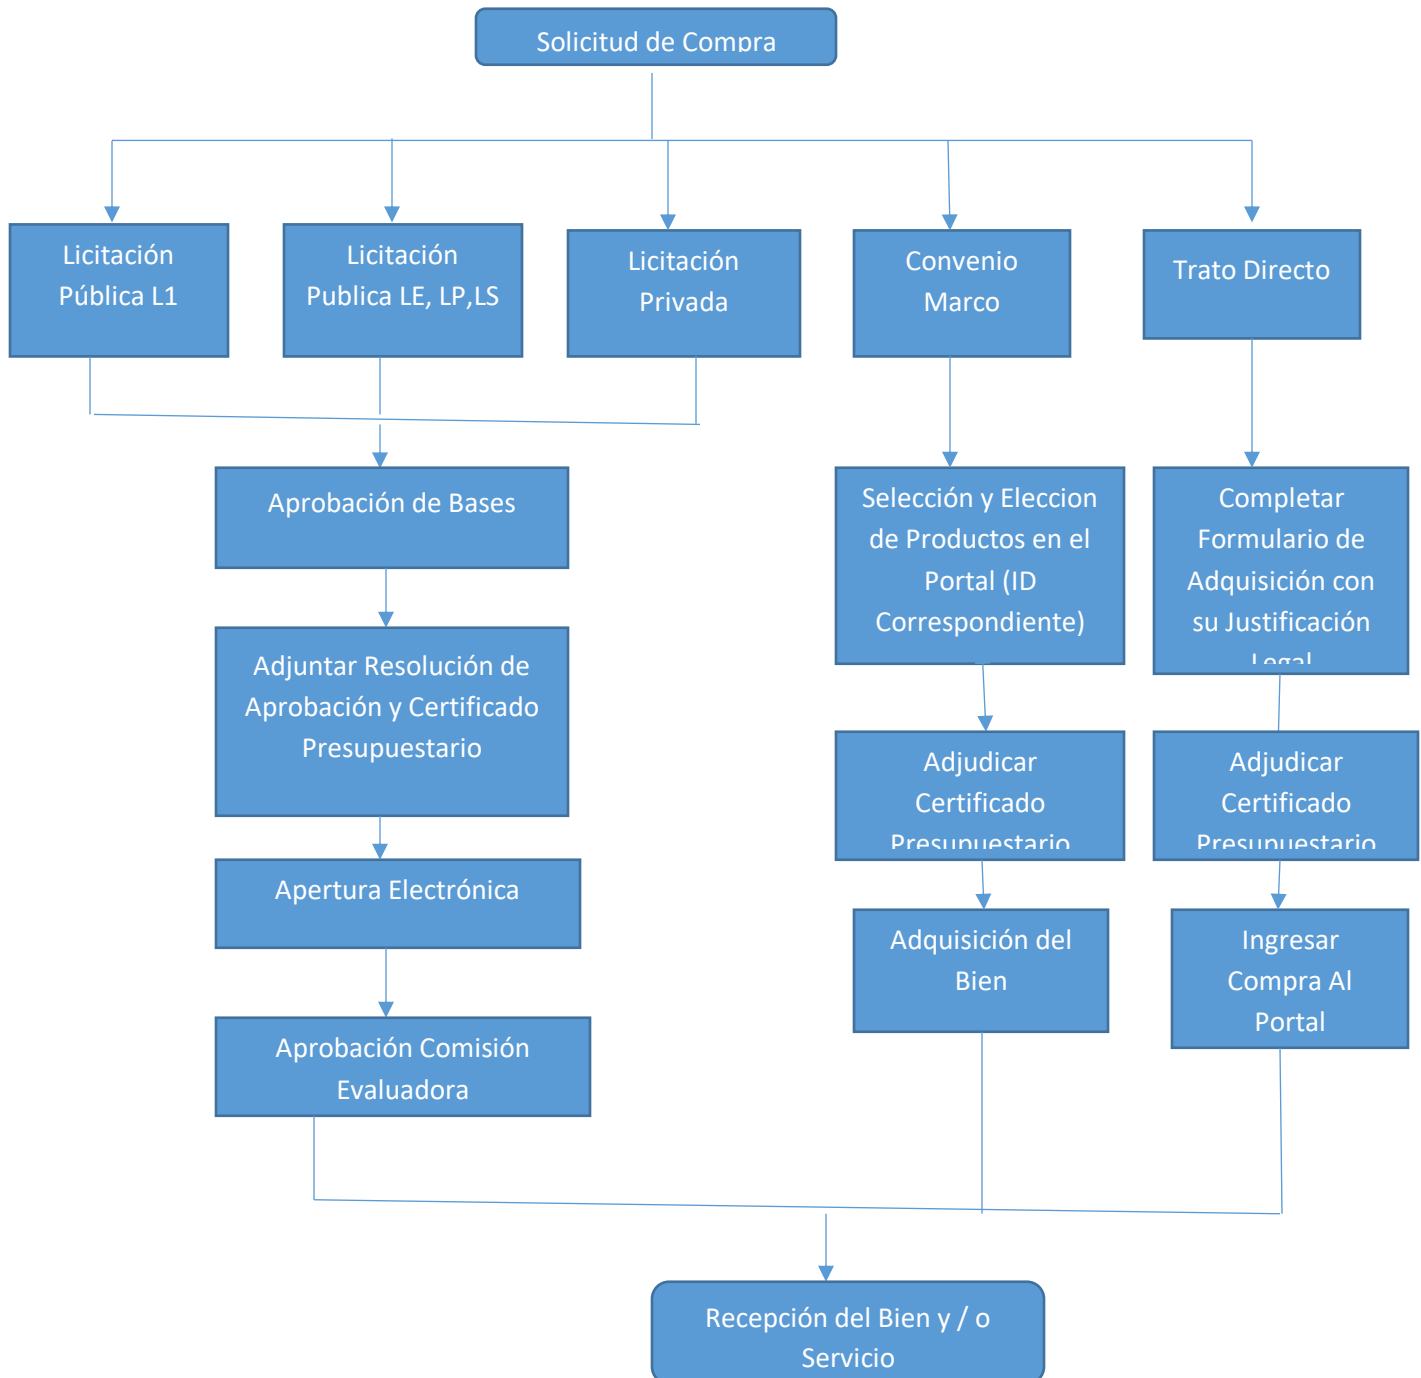 Solicitud de Compra
Licitación
Pública L1
Licitación
Publica LE, LP,LS
Licitación
Privada
Convenio
Marco
Trato Directo
Aprobación de Bases
Adjuntar Resolución de
Aprobación y Certificado
Presupuestario
Apertura Electrónica
Aprobación Comisión
Evaluadora
Selección y Eleccion
de Productos en el
Portal (ID
Correspondiente)
Adjudicar
Certificado
Presupuestario
Adquisición del
Bien
Completar
Formulario de
Adquisición con
su Justificación
Legal
Adjudicar
Certificado
Presupuestario
Ingresar
Compra Al
Portal
Recepción del Bien y / o
Servicio